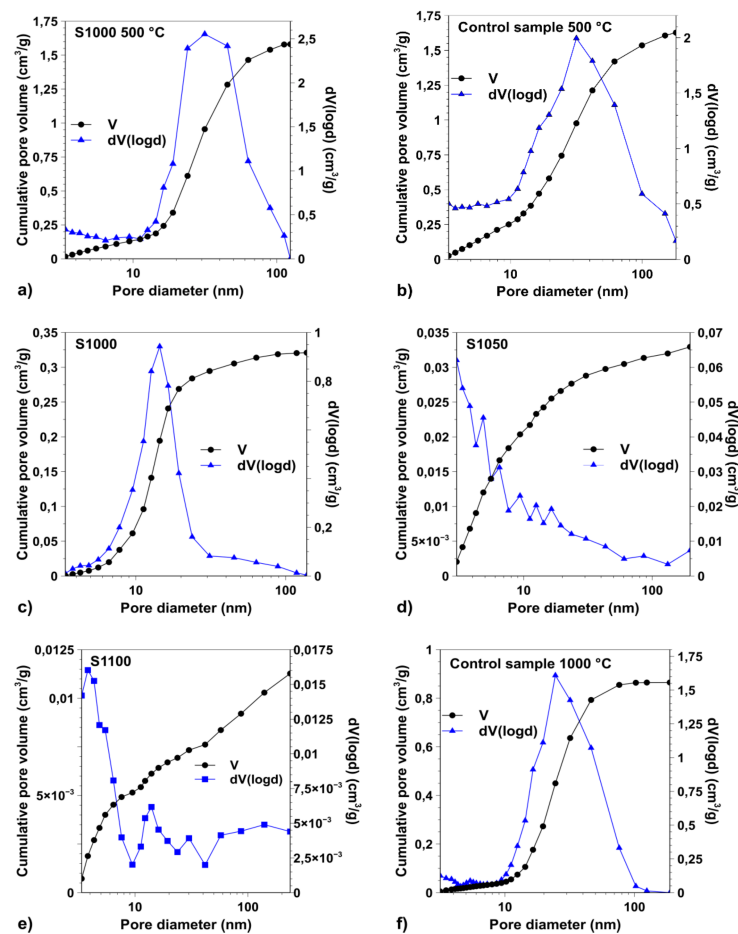 S1000 500 °C
Cumulative pore volume (cm³/g)
1,75
1,5
1,25
1
0,75
0,5
0,25
0
V
dV(logd)
2,5
2
1,5
1
0,5
0
dV(logd) (cm³/g)
10
100
Pore diameter (nm)
a)
Control sample 500 °C
Cumulative pore volume (cm³/g)
1,75
1,5
1,25
1
0,75
0,5
0,25
0
V
dV(logd)
2
1,5
1
0,5
0
dV(logd) (cm³/g)
10
100
Pore diameter (nm)
b)
S1000
Cumulative pore volume (cm³/g)
0,35
0,3
0,25
0,2
0,15
0,1
0,05
0
V
dV(logd)
1
0,8
0,6
0,4
0,2
0
dV(logd) (cm³/g)
10
100
Pore diameter (nm)
c)
S1050
Cumulative pore volume (cm³/g)
0,035
0,03
0,025
0,02
0,015
0,01
5×10⁻³
0
V
dV(logd)
0,07
0,06
0,05
0,04
0,03
0,02
0,01
0
dV(logd) (cm³/g)
10
100
Pore diameter (nm)
d)
S1100
Cumulative pore volume (cm³/g)
0,0125
0,01
5×10⁻³
0
V
dV(logd)
0,0175
0,015
0,0125
0,01
7,5×10⁻³
5×10⁻³
2,5×10⁻³
0
dV(logd) (cm³/g)
10
100
Pore diameter (nm)
e)
Control sample 1000 °C
Cumulative pore volume (cm³/g)
1
0,8
0,6
0,4
0,2
0
V
dV(logd)
1,75
1,5
1,25
1
0,75
0,5
0,25
0
dV(logd) (cm³/g)
10
100
Pore diameter (nm)
f)